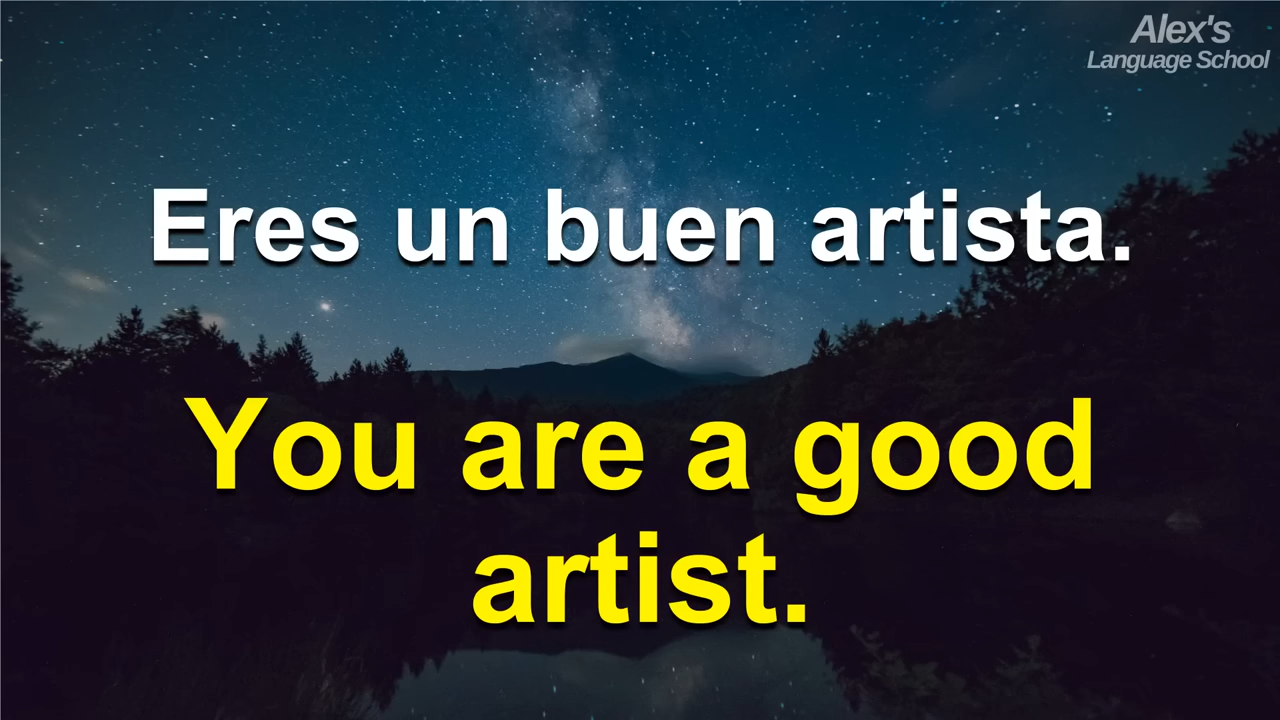 Alex's
Language School
Eres un buen artista.
You are a good
artist.